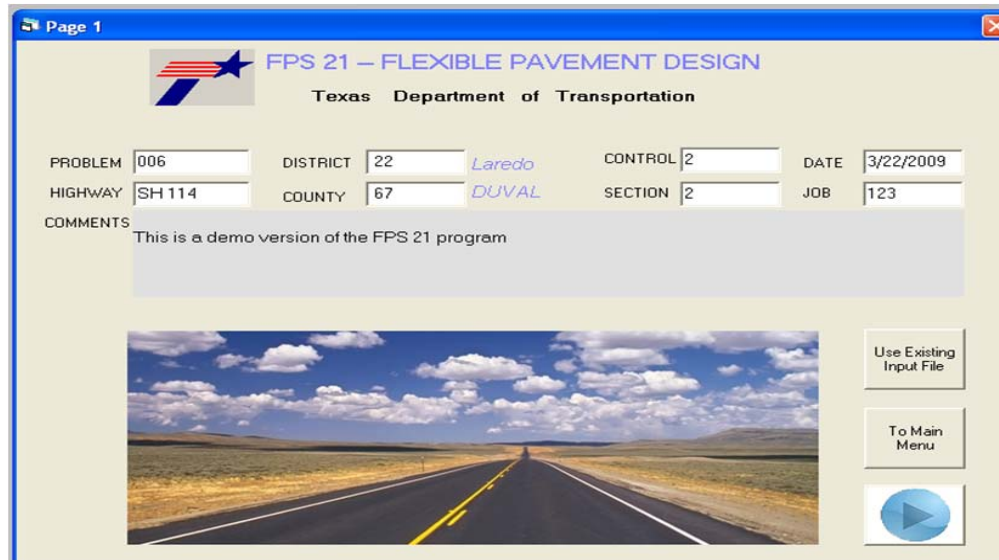 Page 1
FPS 21 – FLEXIBLE PAVEMENT DESIGN
Texas Department of Transportation
PROBLEM 006 DISTRICT 22 Laredo CONTROL 2 DATE 3/22/2009
HIGHWAY SH 114 COUNTY 67 DUVAL SECTION 2 JOB 123
COMMENTS
This is a demo version of the FPS 21 program
Use Existing
Input File
To Main
Menu